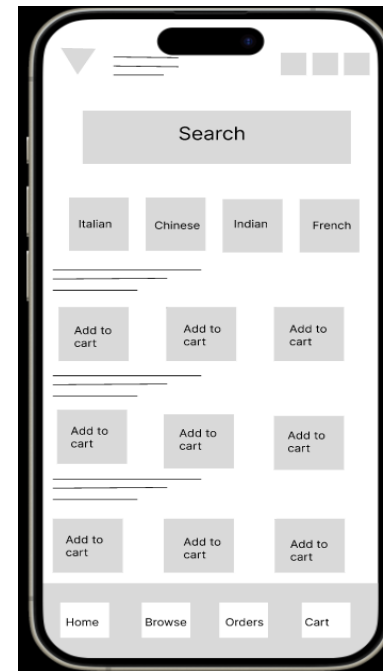 Search
Italian
Chinese
Indian
French
Add to
cart
Add to
cart
Add to
cart
Add to
cart
Add to
cart
Add to
cart
Add to
cart
Add to
cart
Add to
cart
Home
Browse
Orders
Cart